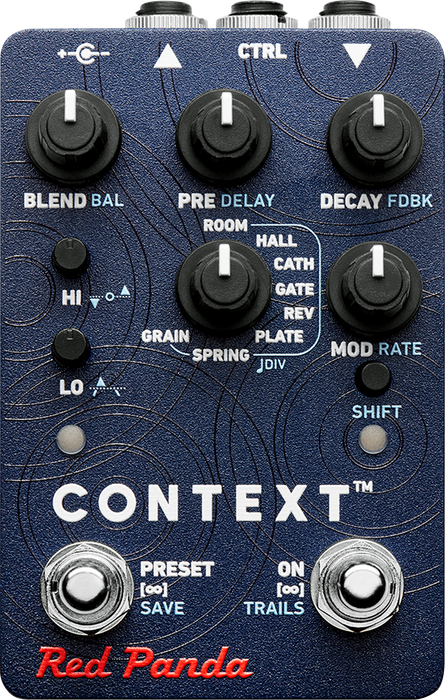 CTRL
BLEND BAL
PRE DELAY
DECAY FDBK
ROOM
HALL
CATH
GATE
REV
PLATE
SPRING
GRAIN
♩DIV
HI
LO
MOD RATE
SHIFT
CONTEXT™
PRESET
[∞]
SAVE
ON
[∞]
TRAILS
Red Panda